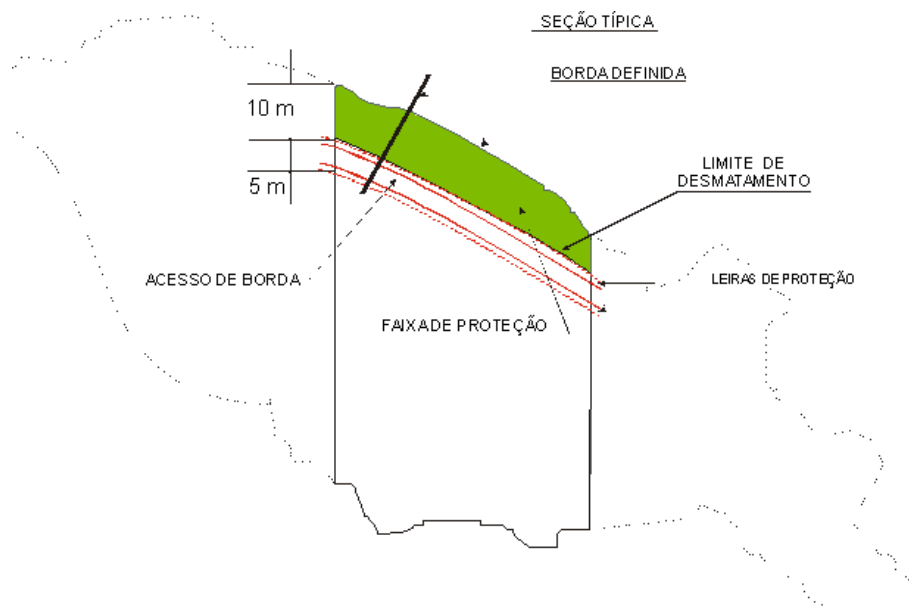 SEÇÃO TÍPICA
BORDA DEFINIDA
10 m
5 m
LIMITE DE
DESMATAMENTO
ACESSO DE BORDA
LEIRAS DE PROTEÇÃO
FAIXA DE PROTEÇÃO